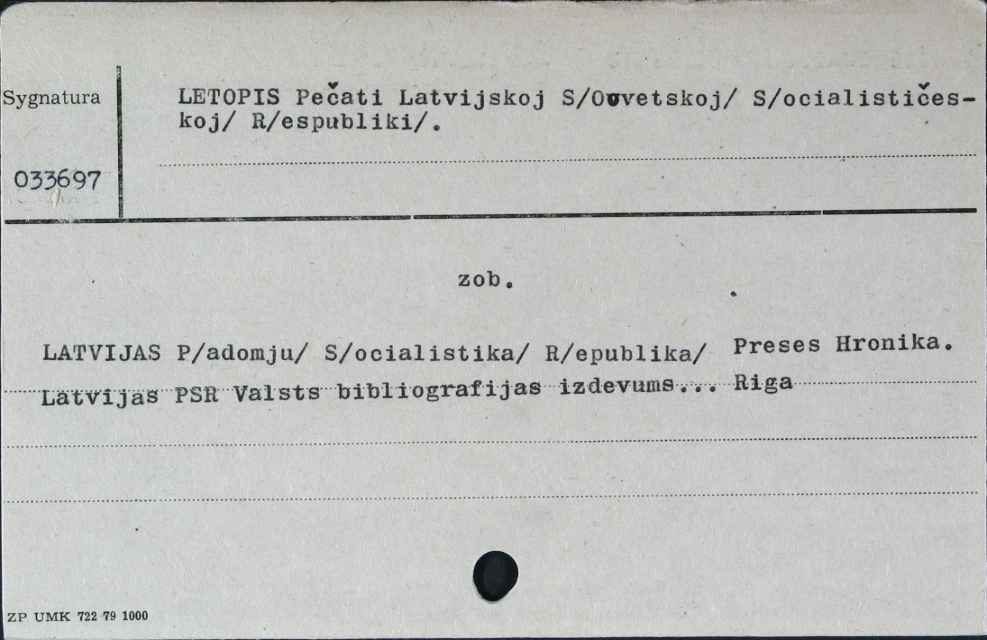 Sygnatura
LETOPIS Pečati Latvijskoj S/Oovetskoj/ S/ocialističes-
koj/ R/espubliki/.
033697
zob.
LATVIJAS P/adomju/ S/ocialistika/ R/epublika/ Preses Hronika.
Latvijas PSR Valsts bibliografijas izdevums... Riga
ZP UMK 722 79 1000